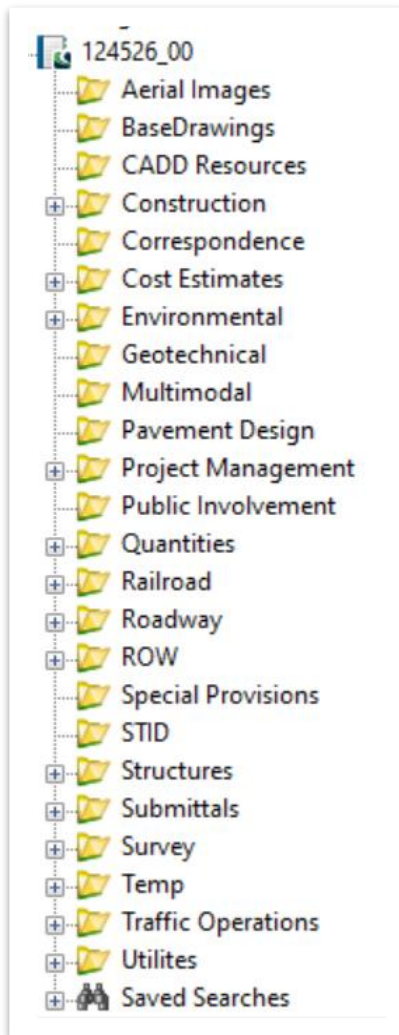 124526_00
Aerial Images
BaseDrawings
CADD Resources
Construction
Correspondence
Cost Estimates
Environmental
Geotechnical
Multimodal
Pavement Design
Project Management
Public Involvement
Quantities
Railroad
Roadway
ROW
Special Provisions
STID
Structures
Submittals
Survey
Temp
Traffic Operations
Utilites
Saved Searches